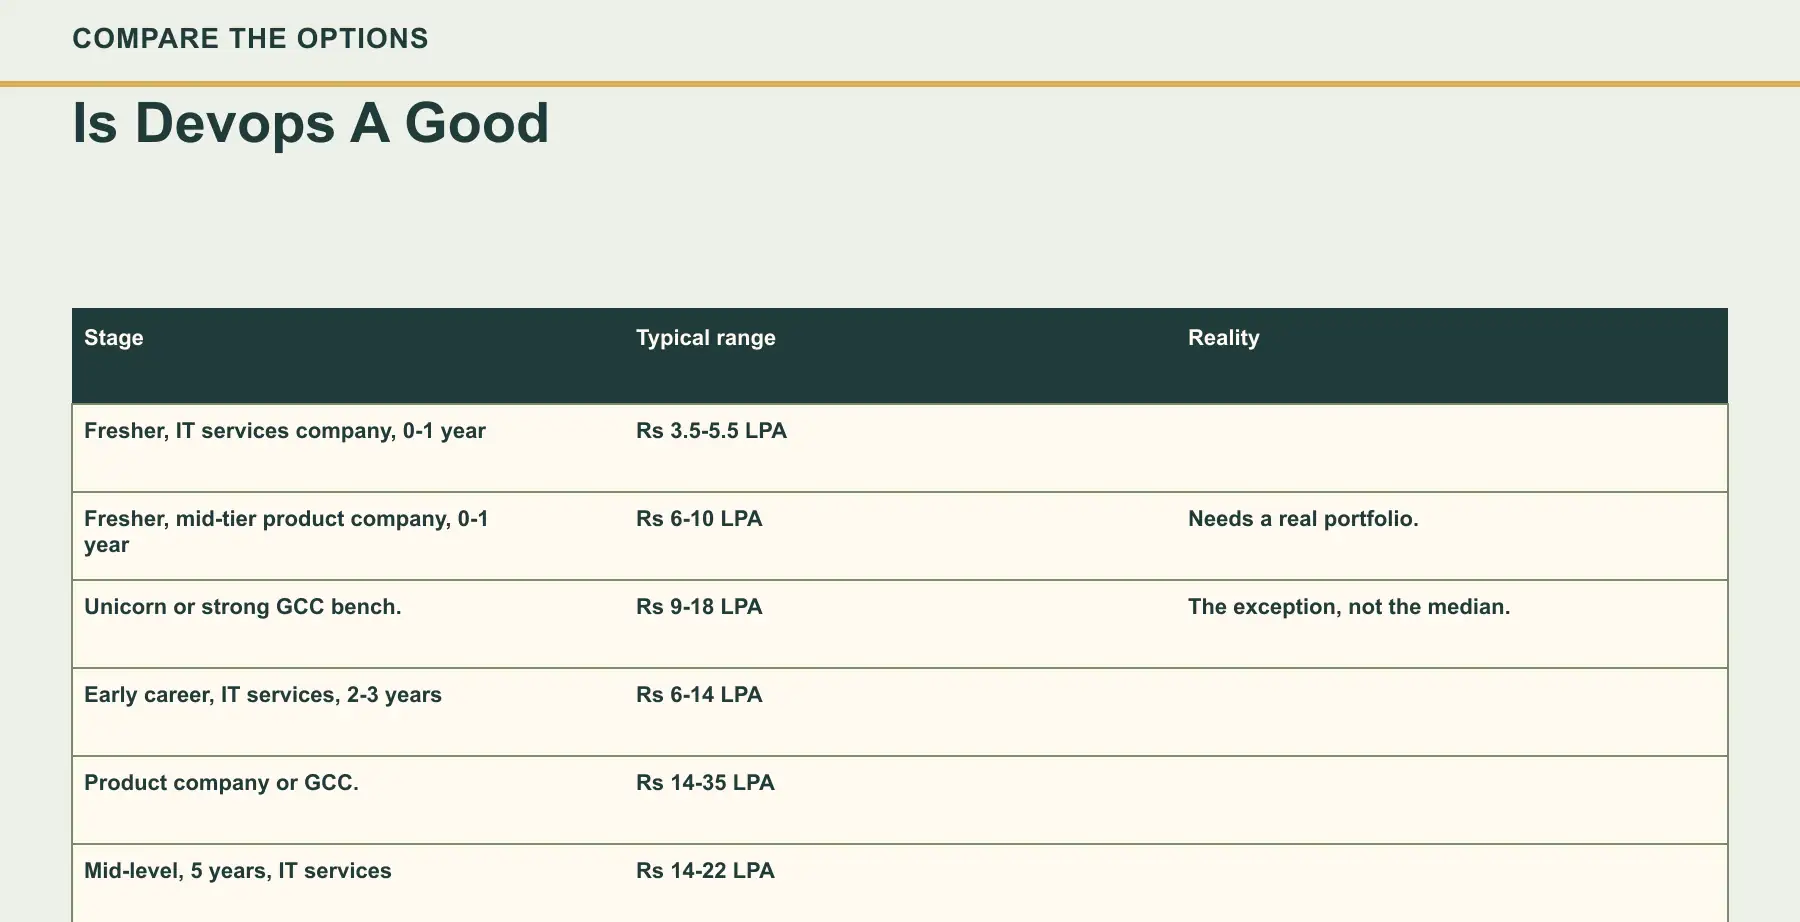 COMPARE THE OPTIONS
Is Devops A Good
Stage Typical range Reality
Fresher, IT services company, 0-1 year Rs 3.5-5.5 LPA
Fresher, mid-tier product company, 0-1 Rs 6-10 LPA Needs a real portfolio.
year
Unicorn or strong GCC bench. Rs 9-18 LPA The exception, not the median.
Early career, IT services, 2-3 years Rs 6-14 LPA
Product company or GCC. Rs 14-35 LPA
Mid-level, 5 years, IT services Rs 14-22 LPA